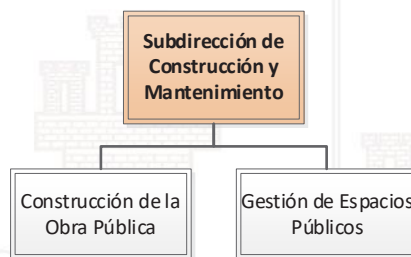 Subdirección de
Construcción y
Mantenimiento
Construcción de la
Obra Pública
Gestión de Espacios
Públicos